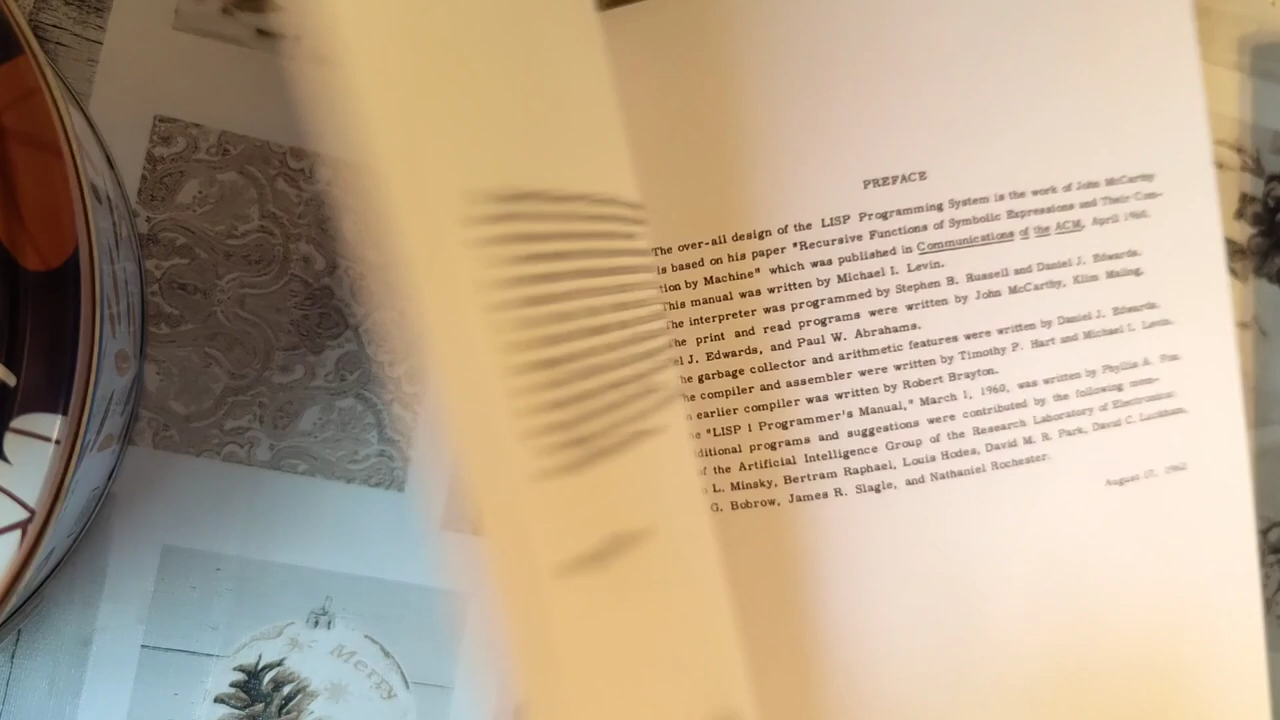 PREFACE
The over-all design of the LISP Programming System is the work of John McCarthy
is based on his paper "Recursive Functions of Symbolic Expressions and Their Com-
tion by Machine" which was published in Communications of the ACM, April 1960.
This manual was written by Michael I. Levin.
The interpreter was programmed by Stephen B. Russell and Daniel J. Edwards.
The print and read programs were written by John McCarthy, Klim Maling,
el J. Edwards, and Paul W. Abrahams.
he garbage collector and arithmetic features were written by Daniel J. Edwards.
he compiler and assembler were written by Timothy P. Hart and Michael I. Levin.
n earlier compiler was written by Robert Brayton.
e "LISP 1 Programmer's Manual," March 1, 1960, was written by Phyllis A. Fox.
ditional programs and suggestions were contributed by the following mem-
f the Artificial Intelligence Group of the Research Laboratory of Electronics:
L. Minsky, Bertram Raphael, Louis Hodes, David M. R. Park, David C. Luckham,
G. Bobrow, James R. Slagle, and Nathaniel Rochester.
August 17, 1962
Merry